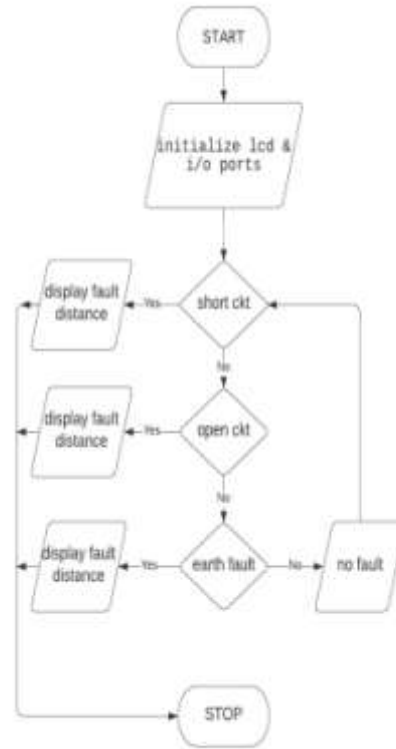 START
initialize lcd &
i/o ports
display fault
distance
Yes
short ckt
No
display fault
distance
Yes
open ckt
No
display fault
distance
Yes
earth fault
No
no fault
STOP